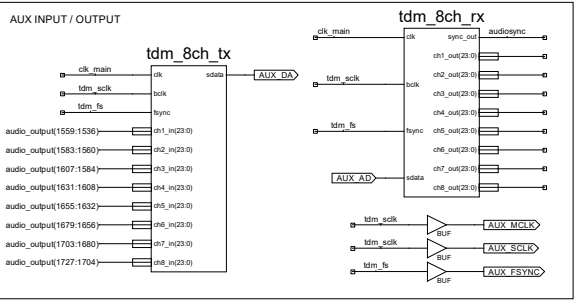 AUX INPUT / OUTPUT
tdm_8ch_tx
clk_main
clk
sdata
AUX_DA
tdm_sclk
bclk
tdm_fs
fsync
audio_output(1559:1536)
ch1_in(23:0)
audio_output(1583:1560)
ch2_in(23:0)
audio_output(1607:1584)
ch3_in(23:0)
audio_output(1631:1608)
ch4_in(23:0)
audio_output(1655:1632)
ch5_in(23:0)
audio_output(1679:1656)
ch6_in(23:0)
audio_output(1703:1680)
ch7_in(23:0)
audio_output(1727:1704)
ch8_in(23:0)
tdm_8ch_rx
clk_main
clk
sync_out
audiosync
ch1_out(23:0)
ch2_out(23:0)
tdm_sclk
bclk
ch3_out(23:0)
ch4_out(23:0)
tdm_fs
fsync
ch5_out(23:0)
ch6_out(23:0)
ch7_out(23:0)
AUX_AD
sdata
ch8_out(23:0)
tdm_sclk
BUF
AUX_MCLK
tdm_sclk
BUF
AUX_SCLK
tdm_fs
BUF
AUX_FSYNC